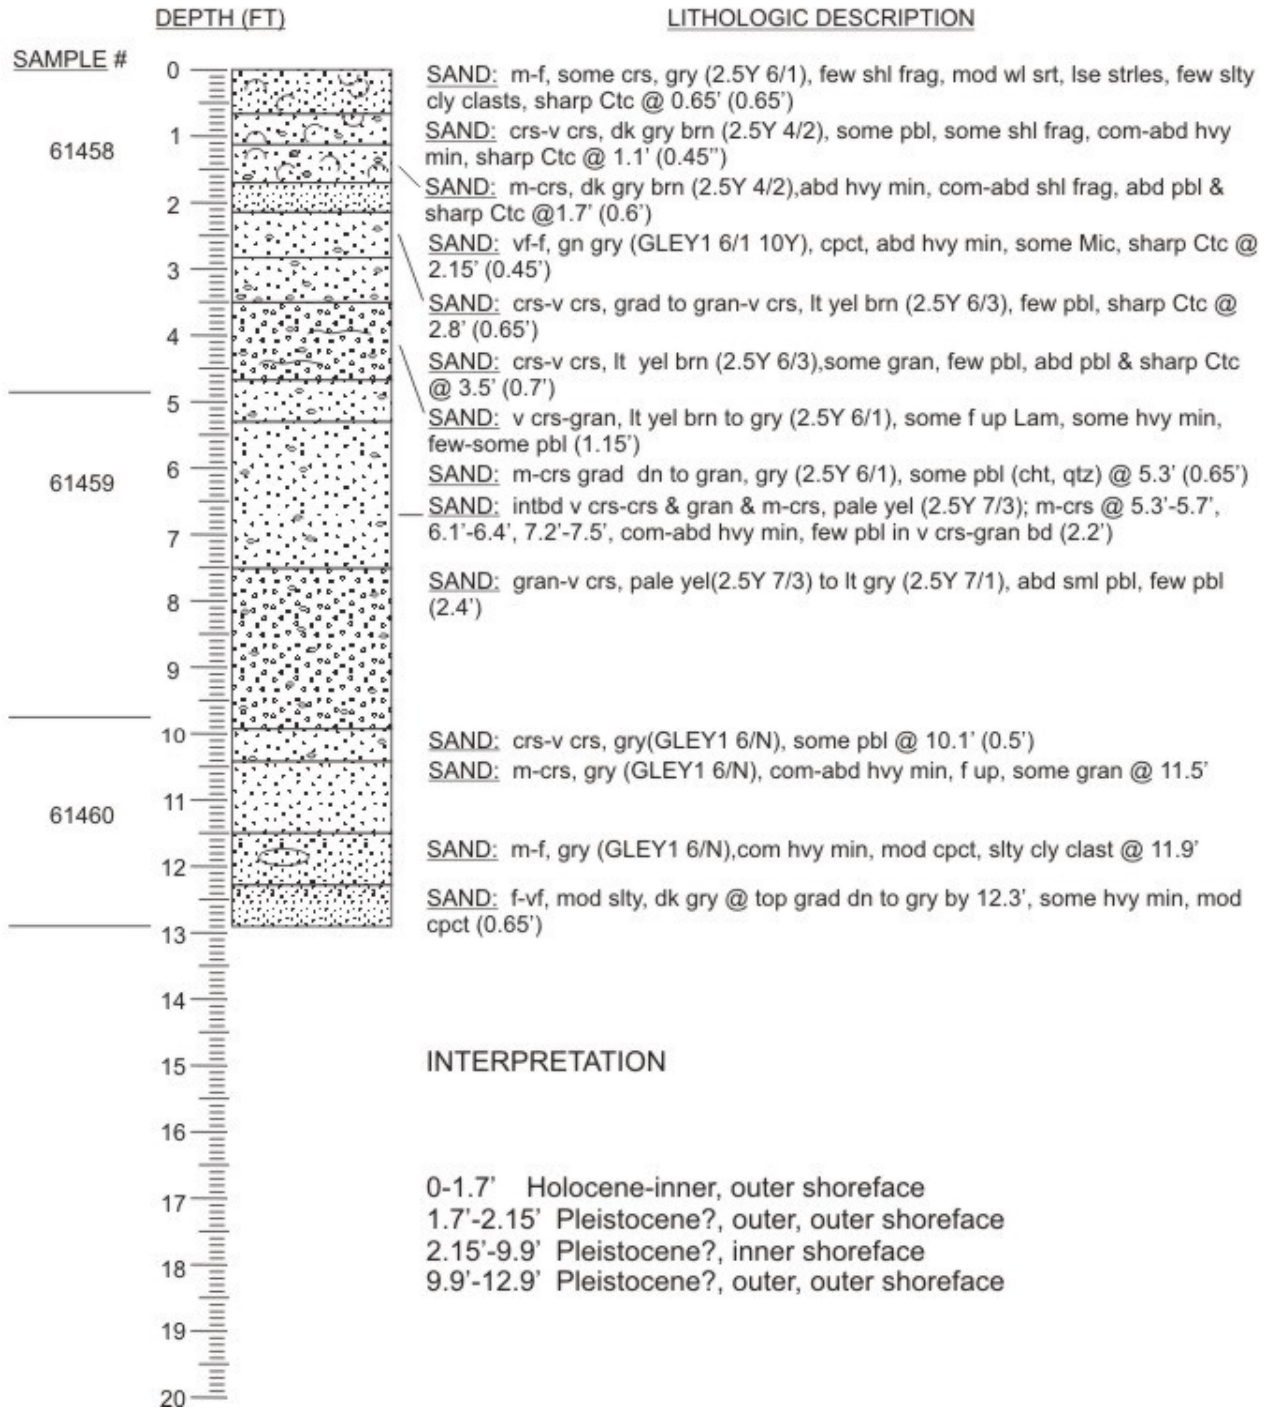 DEPTH (FT)
LITHOLOGIC DESCRIPTION
SAMPLE #
0
1
2
3
4
5
6
7
8
9
10
11
12
13
14
15
16
17
18
19
20
61458
61459
61460
SAND: m-f, some crs, gry (2.5Y 6/1), few shl frag, mod wl srt, lse strles, few slty
cly clasts, sharp Ctc @ 0.65' (0.65')
SAND: crs-v crs, dk gry brn (2.5Y 4/2), some pbl, some shl frag, com-abd hvy
min, sharp Ctc @ 1.1' (0.45'')
SAND: m-crs, dk gry brn (2.5Y 4/2),abd hvy min, com-abd shl frag, abd pbl &
sharp Ctc @1.7' (0.6')
SAND: vf-f, gn gry (GLEY1 6/1 10Y), cpct, abd hvy min, some Mic, sharp Ctc @
2.15' (0.45')
SAND: crs-v crs, grad to gran-v crs, lt yel brn (2.5Y 6/3), few pbl, sharp Ctc @
2.8' (0.65')
SAND: crs-v crs, lt yel brn (2.5Y 6/3),some gran, few pbl, abd pbl & sharp Ctc
@ 3.5' (0.7')
SAND: v crs-gran, lt yel brn to gry (2.5Y 6/1), some f up Lam, some hvy min,
few-some pbl (1.15')
SAND: m-crs grad dn to gran, gry (2.5Y 6/1), some pbl (cht, qtz) @ 5.3' (0.65')
SAND: intbd v crs-crs & gran & m-crs, pale yel (2.5Y 7/3); m-crs @ 5.3'-5.7',
6.1'-6.4', 7.2'-7.5', com-abd hvy min, few pbl in v crs-gran bd (2.2')
SAND: gran-v crs, pale yel(2.5Y 7/3) to lt gry (2.5Y 7/1), abd sml pbl, few pbl
(2.4')
SAND: crs-v crs, gry(GLEY1 6/N), some pbl @ 10.1' (0.5')
SAND: m-crs, gry (GLEY1 6/N), com-abd hvy min, f up, some gran @ 11.5'
SAND: m-f, gry (GLEY1 6/N),com hvy min, mod cpct, slty cly clast @ 11.9'
SAND: f-vf, mod slty, dk gry @ top grad dn to gry by 12.3', some hvy min, mod
cpct (0.65')
INTERPRETATION
0-1.7' Holocene-inner, outer shoreface
1.7'-2.15' Pleistocene?, outer, outer shoreface
2.15'-9.9' Pleistocene?, inner shoreface
9.9'-12.9' Pleistocene?, outer, outer shoreface